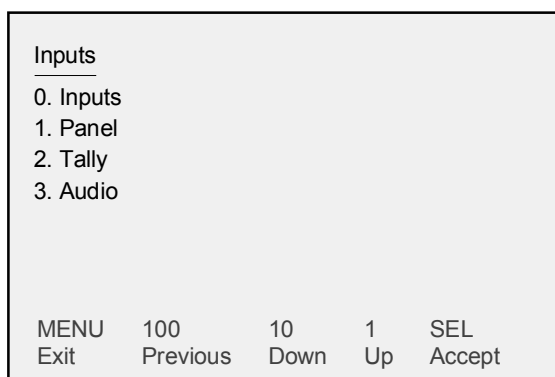 Inputs
0. Inputs
1. Panel
2. Tally
3. Audio
MENU 100 10 1 SEL
Exit Previous Down Up Accept